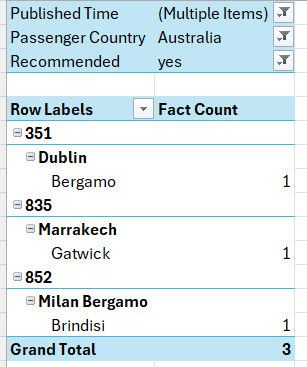 Published Time (Multiple Items)
Passenger Country Australia
Recommended yes
Row Labels Fact Count
351
Dublin
Bergamo 1
835
Marrakech
Gatwick 1
852
Milan Bergamo
Brindisi 1
Grand Total 3